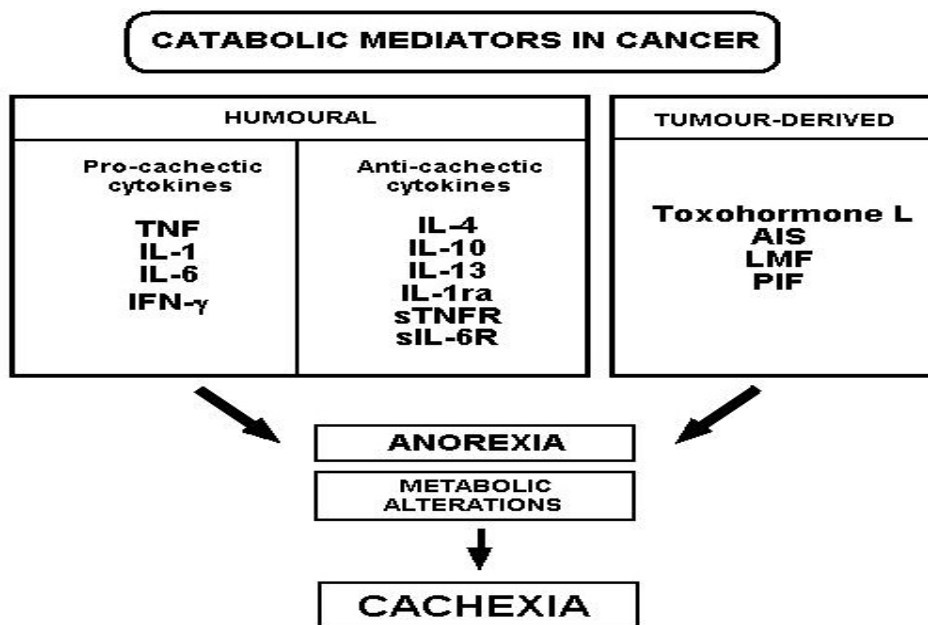 CATABOLIC MEDIATORS IN CANCER
HUMOURAL
Pro-cachectic
cytokines
TNF
IL-1
IL-6
IFN-γ
Anti-cachectic
cytokines
IL-4
IL-10
IL-13
IL-1ra
sTNFR
sIL-6R
TUMOUR-DERIVED
Toxohormone L
AIS
LMF
PIF
ANOREXIA
METABOLIC
ALTERATIONS
CACHEXIA